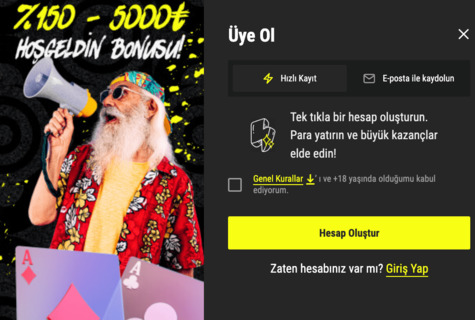 %150 - 5000₺
HOŞGELDİN BONUSU!
Üye Ol
Hızlı Kayıt
E-posta ile kaydolun
Tek tıkla bir hesap oluşturun.
Para yatırın ve büyük kazançlar
elde edin!
Genel Kurallar ' ı ve +18 yaşında olduğumu kabul
ediyorum.
Hesap Oluştur
Zaten hesabınız var mı? Giriş Yap
A
A